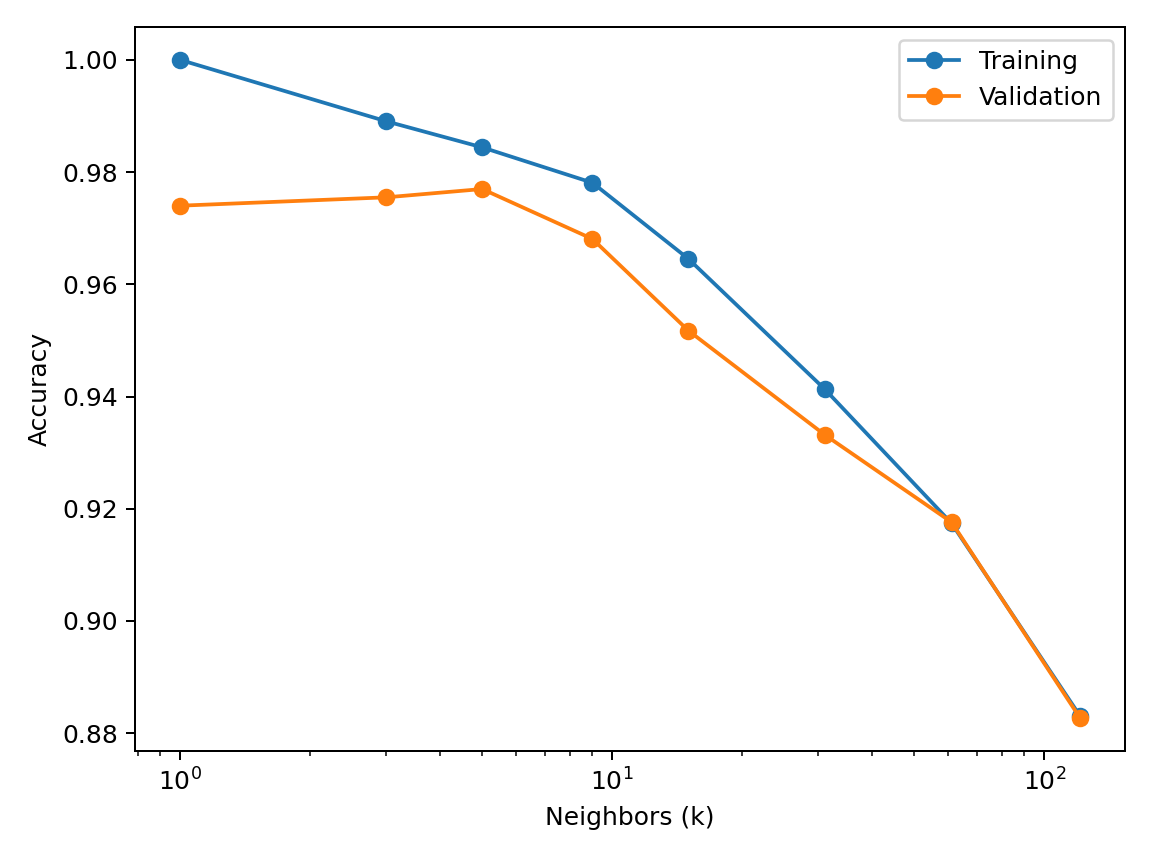 Training
Validation
1.00
0.98
0.96
0.94
0.92
0.90
0.88
Accuracy
10⁰ 10¹ 10²
Neighbors (k)